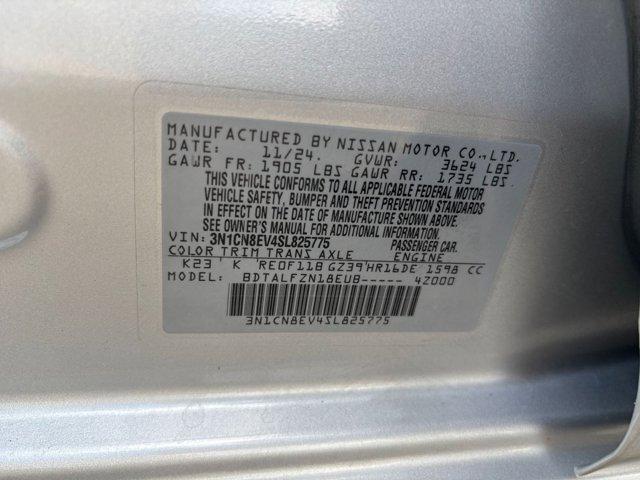 MANUFACTURED BY NISSAN MOTOR CO.,LTD.
DATE: 11/24. GVWR: 3624 LBS
GAWR FR: 1905 LBS GAWR RR: 1735 LBS.
THIS VEHICLE CONFORMS TO ALL APPLICABLE FEDERAL MOTOR
VEHICLE SAFETY, BUMPER AND THEFT PREVENTION STANDARDS
IN EFFECT ON THE DATE OF MANUFACTURE SHOWN ABOVE.
SEE OWNER'S MANUAL FOR ADDITIONAL INFORMATION
VIN: 3N1CN8EV4SL825775 PASSENGER CAR.
COLOR TRIM TRANS AXLE ENGINE
K23 K RE0F11B GZ39 HR16DE 1598 CC
MODEL: BDTALFZN18EUB----- 4Z000
3N1CN8EV4SL825775